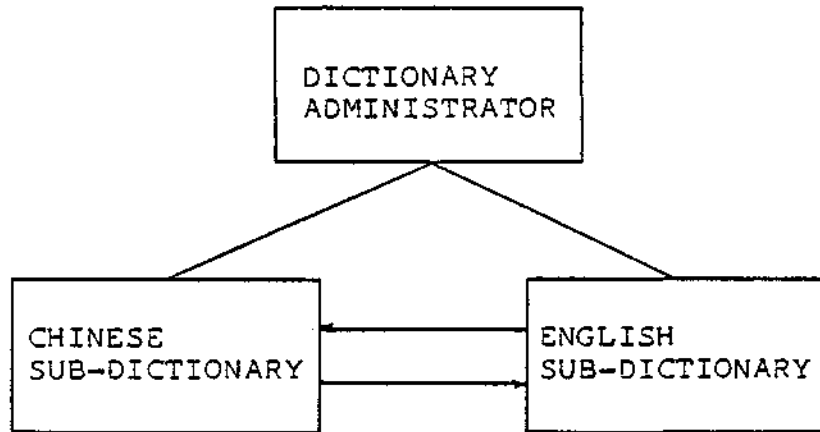 DICTIONARY
ADMINISTRATOR
CHINESE
SUB-DICTIONARY
ENGLISH
SUB-DICTIONARY